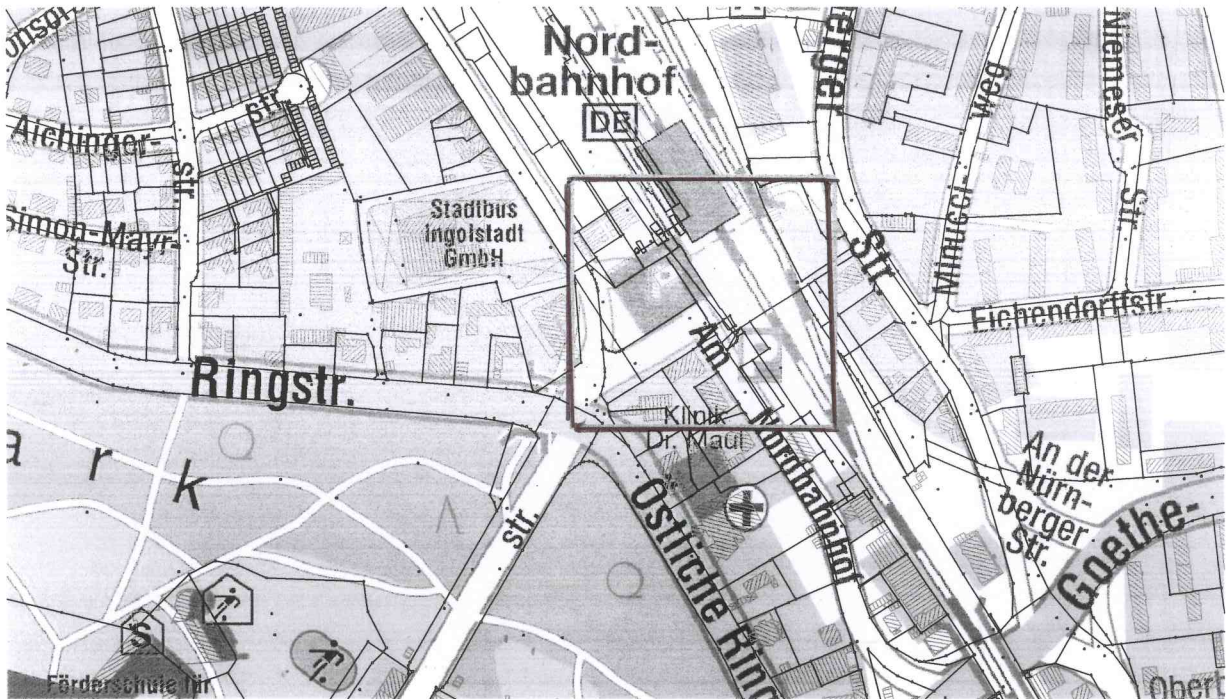 Nord-
bahnhof
DB
Aichinger-
str.
str.
Simon-Mayr-
Str.
Stadtbus
Ingolstadt
GmbH
Str.
Minucci-
weg
Niemeser
Str.
Eichendorffstr.
Ringstr.
Am
Nordbahnhof
Klinik
Dr. Maul
An der
Nürn-
berger
Str.
Goethe-
Östliche
str.
a r k
S
Förderschule für